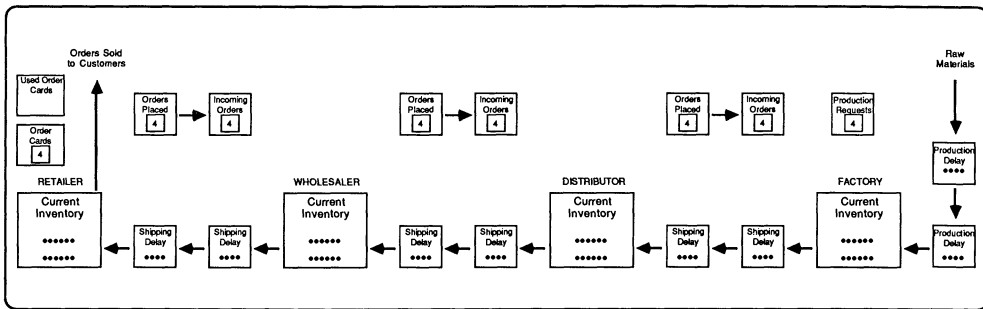 Orders Sold
to Customers
Raw
Materials
Used Order
Cards
Orders
Placed
4
Incoming
Orders
4
Orders
Placed
4
Incoming
Orders
4
Orders
Placed
4
Incoming
Orders
4
Production
Requests
4
Order
Cards
4
Production
Delay
RETAILER
WHOLESALER
DISTRIBUTOR
FACTORY
Current
Inventory
Shipping
Delay
Shipping
Delay
Current
Inventory
Shipping
Delay
Shipping
Delay
Current
Inventory
Shipping
Delay
Shipping
Delay
Current
Inventory
Production
Delay